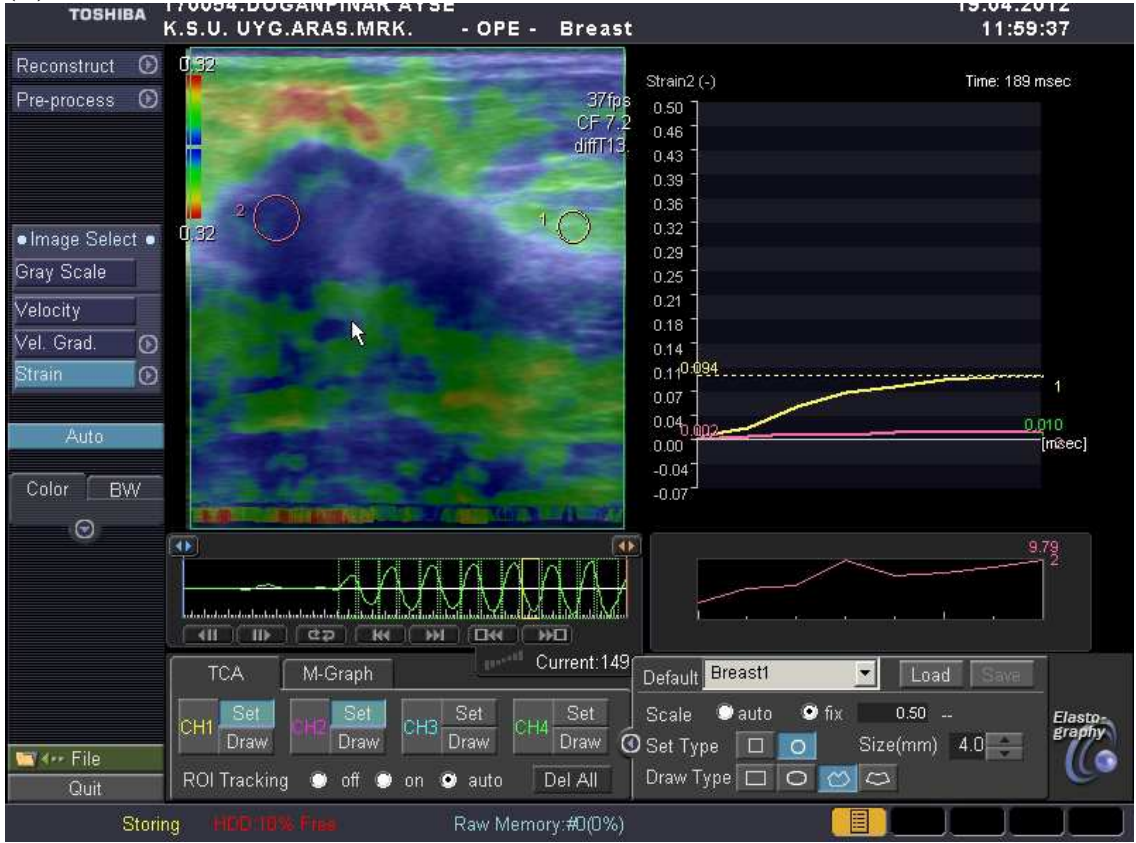 TOSHIBA
170094.DOGANPINAR AYSE
19.04.2012
K.S.U. UYG.ARAS.MRK. - OPE - Breast
11:59:37
Reconstruct
Pre-process
Image Select
Gray Scale
Velocity
Vel. Grad.
Strain
Auto
Color
BW
File
Quit
0.32
0.32
37fps
CF 7.2
diffT13.
2
1
Strain2 (-)
Time: 189 msec
0.50
0.46
0.43
0.39
0.36
0.32
0.29
0.25
0.21
0.18
0.14
0.11
0.094
0.07
1
0.04
0.002
0.010
0.00
[msec]
-0.04
-0.07
9.79
2
Current:149
TCA
M-Graph
CH1
Set
Draw
CH2
Set
Draw
CH3
Set
Draw
CH4
Set
Draw
ROI Tracking off on auto
Del All
Default Breast1
Load
Save
Scale auto fix 0.50 --
Set Type
Size(mm) 4.0
Draw Type
Elasto-
graphy
Storing
HDD:10% Free
Raw Memory:#0(0%)